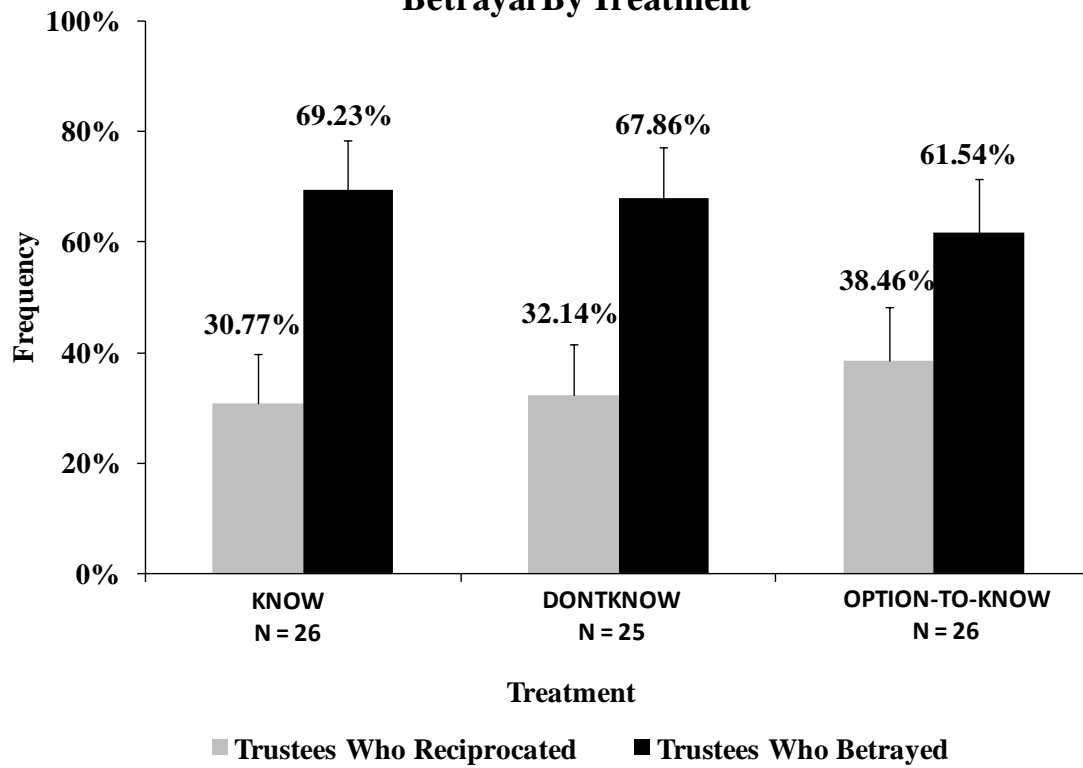 Betrayal By Treatment
100%
80%
60%
40%
20%
0%
Frequency
69.23%
67.86%
61.54%
30.77%
32.14%
38.46%
KNOW
N = 26
DONTKNOW
N = 25
OPTION-TO-KNOW
N = 26
Treatment
Trustees Who Reciprocated
Trustees Who Betrayed